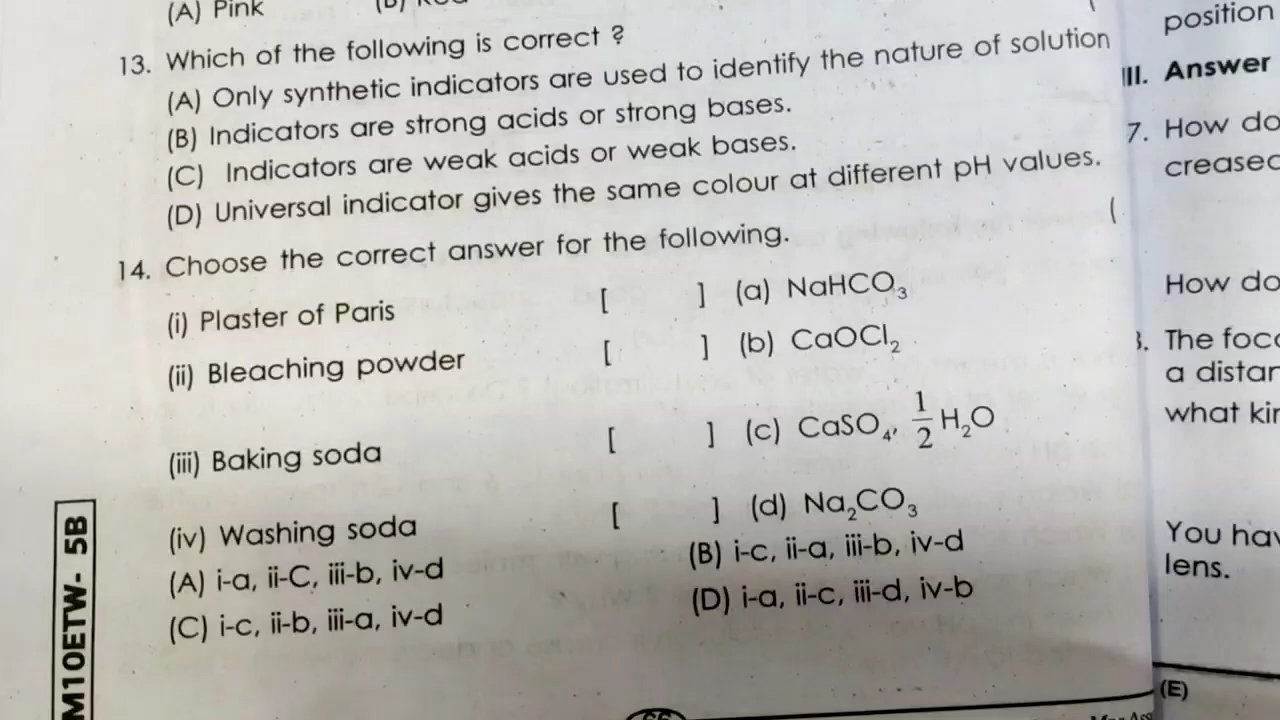 (A) Pink
13. Which of the following is correct ?
(A) Only synthetic indicators are used to identify the nature of solution
(B) Indicators are strong acids or strong bases.
(C) Indicators are weak acids or weak bases.
(D) Universal indicator gives the same colour at different pH values.
(
14. Choose the correct answer for the following.
(i) Plaster of Paris [ ] (a) NaHCO₃
(ii) Bleaching powder [ ] (b) CaOCl₂
(iii) Baking soda [ ] (c) CaSO₄, 1/2 H₂O
(iv) Washing soda [ ] (d) Na₂CO₃
(A) i-a, ii-C, iii-b, iv-d (B) i-c, ii-a, iii-b, iv-d
(C) i-c, ii-b, iii-a, iv-d (D) i-a, ii-c, iii-d, iv-b
M10ETW- 5B
position
III. Answer
7. How do
creased
How do
The foc
a distan
what kin
You hav
lens.
(E)